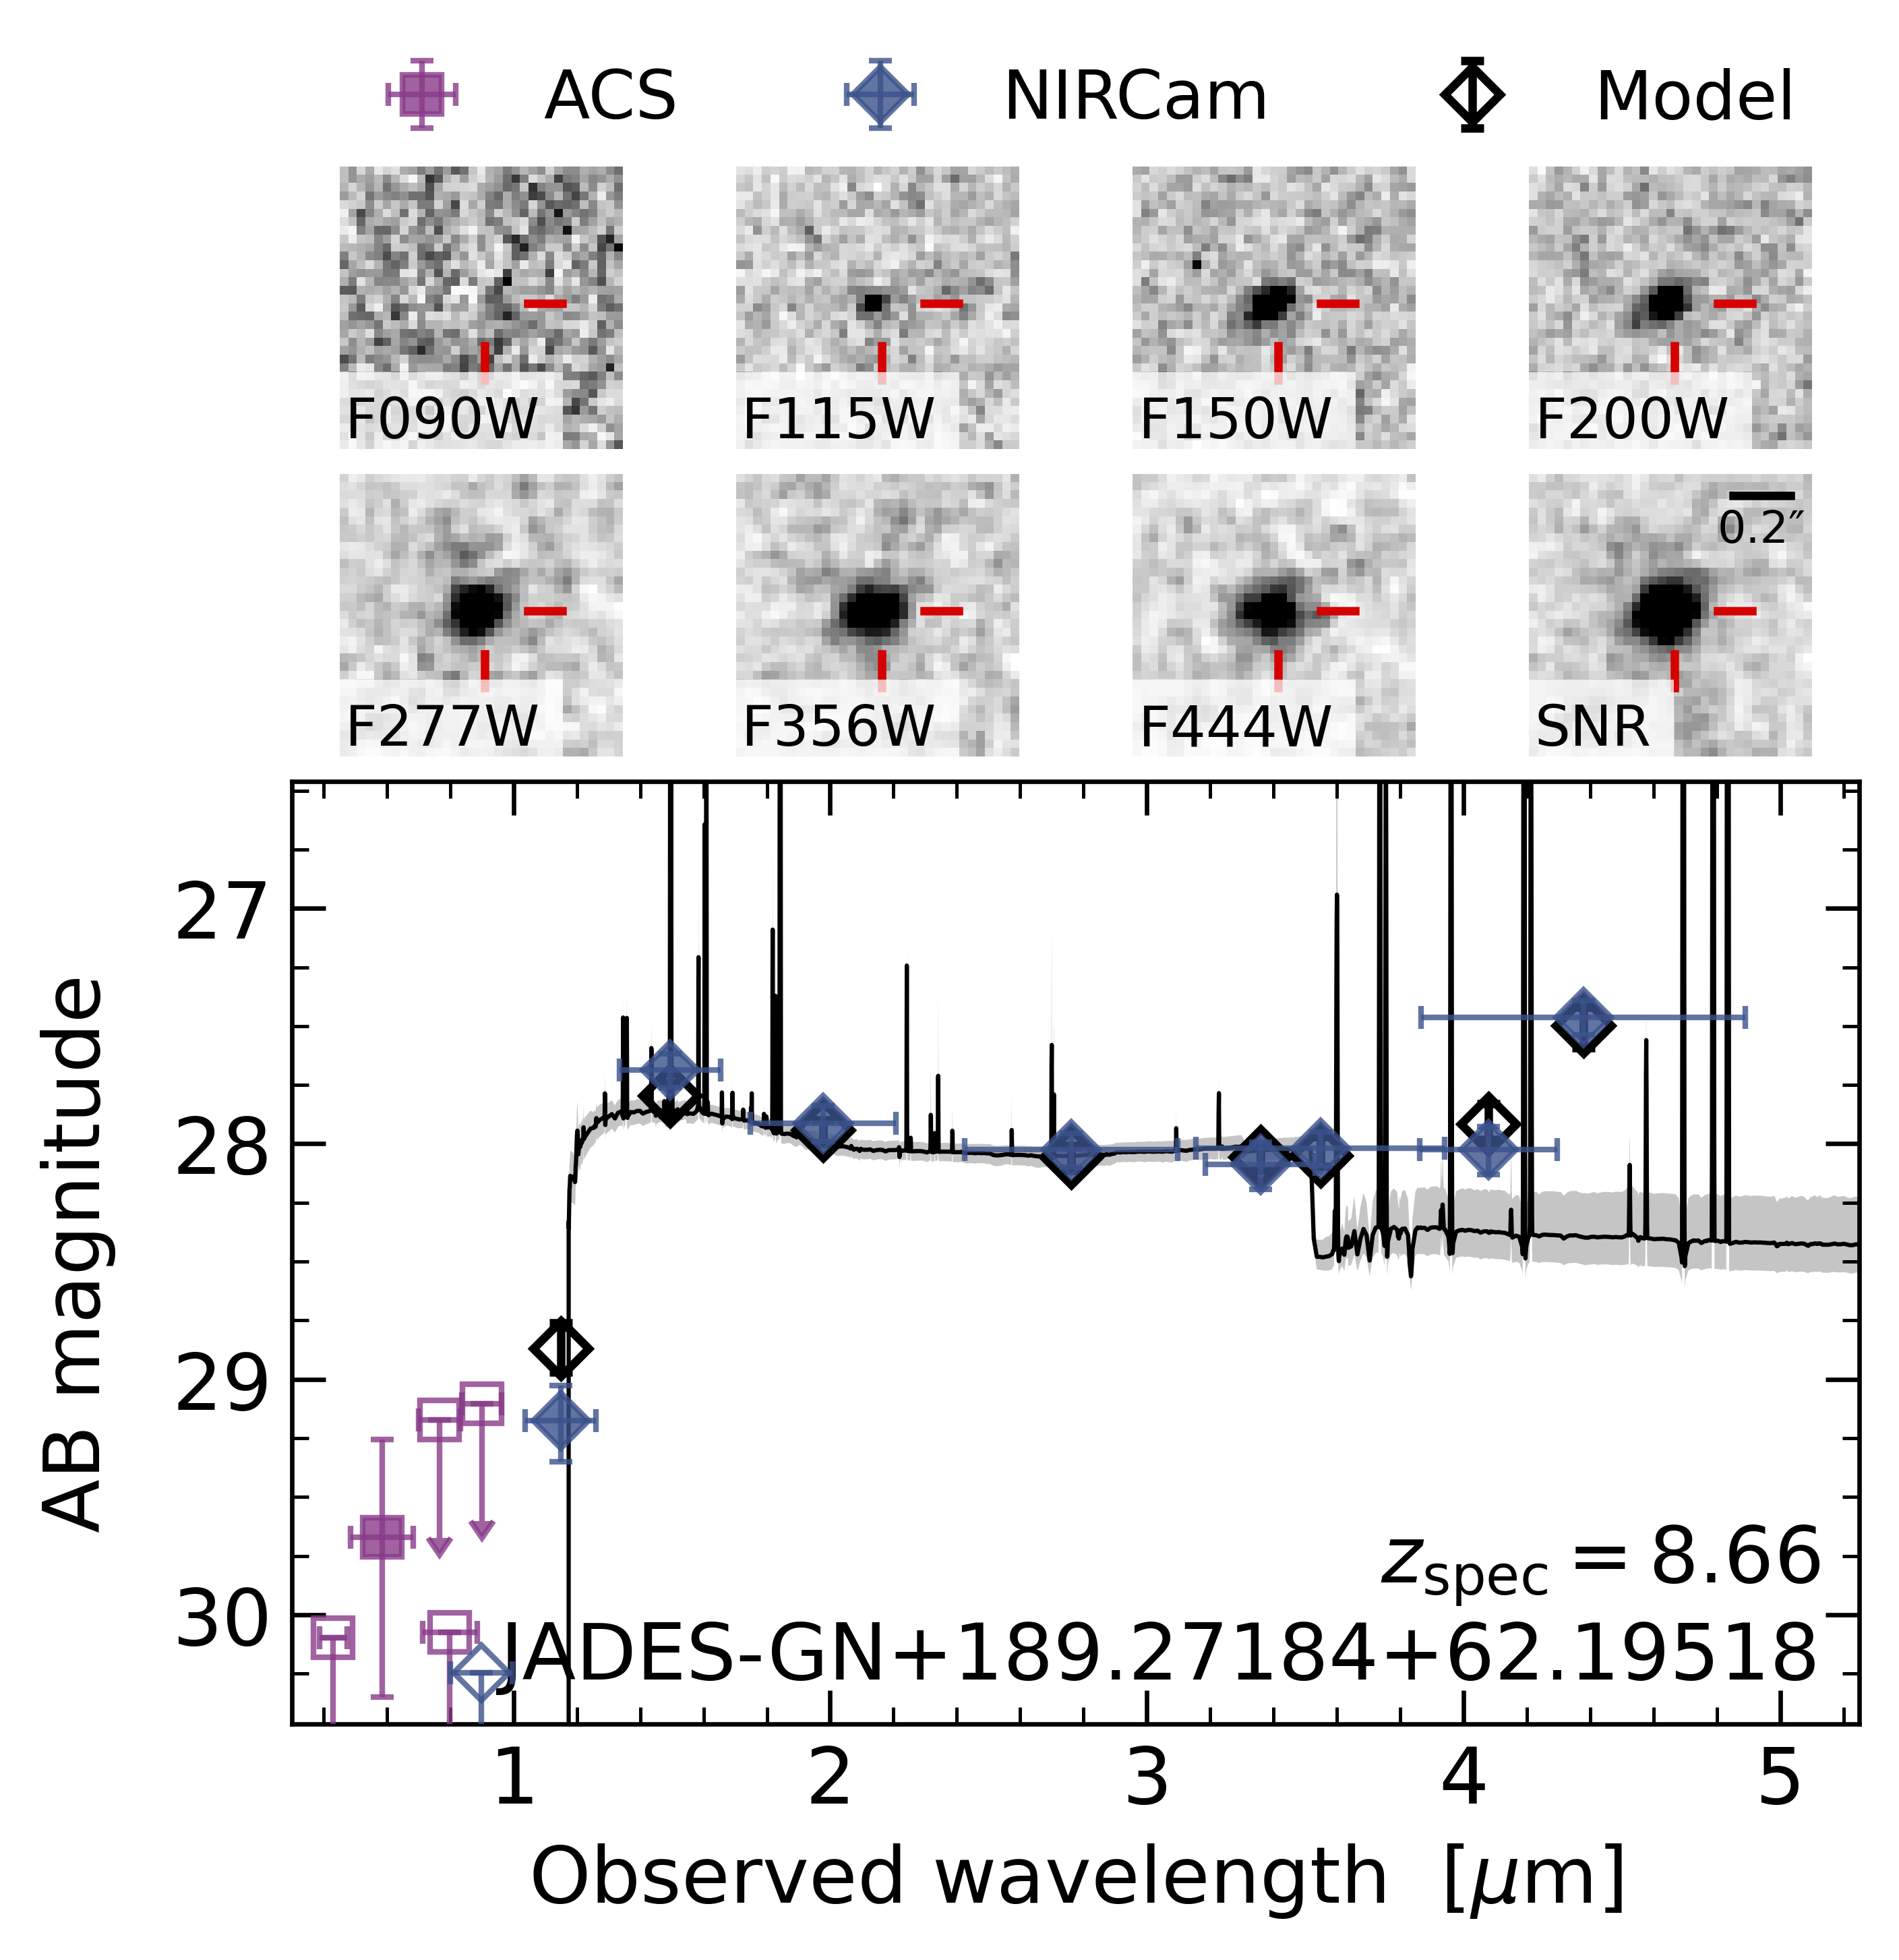 ACS NIRCam Model
F090W F115W F150W F200W
0.2″
F277W F356W F444W SNR
27
28
29
30
AB magnitude
z_spec = 8.66
JADES-GN+189.27184+62.19518
1 2 3 4 5
Observed wavelength [μm]